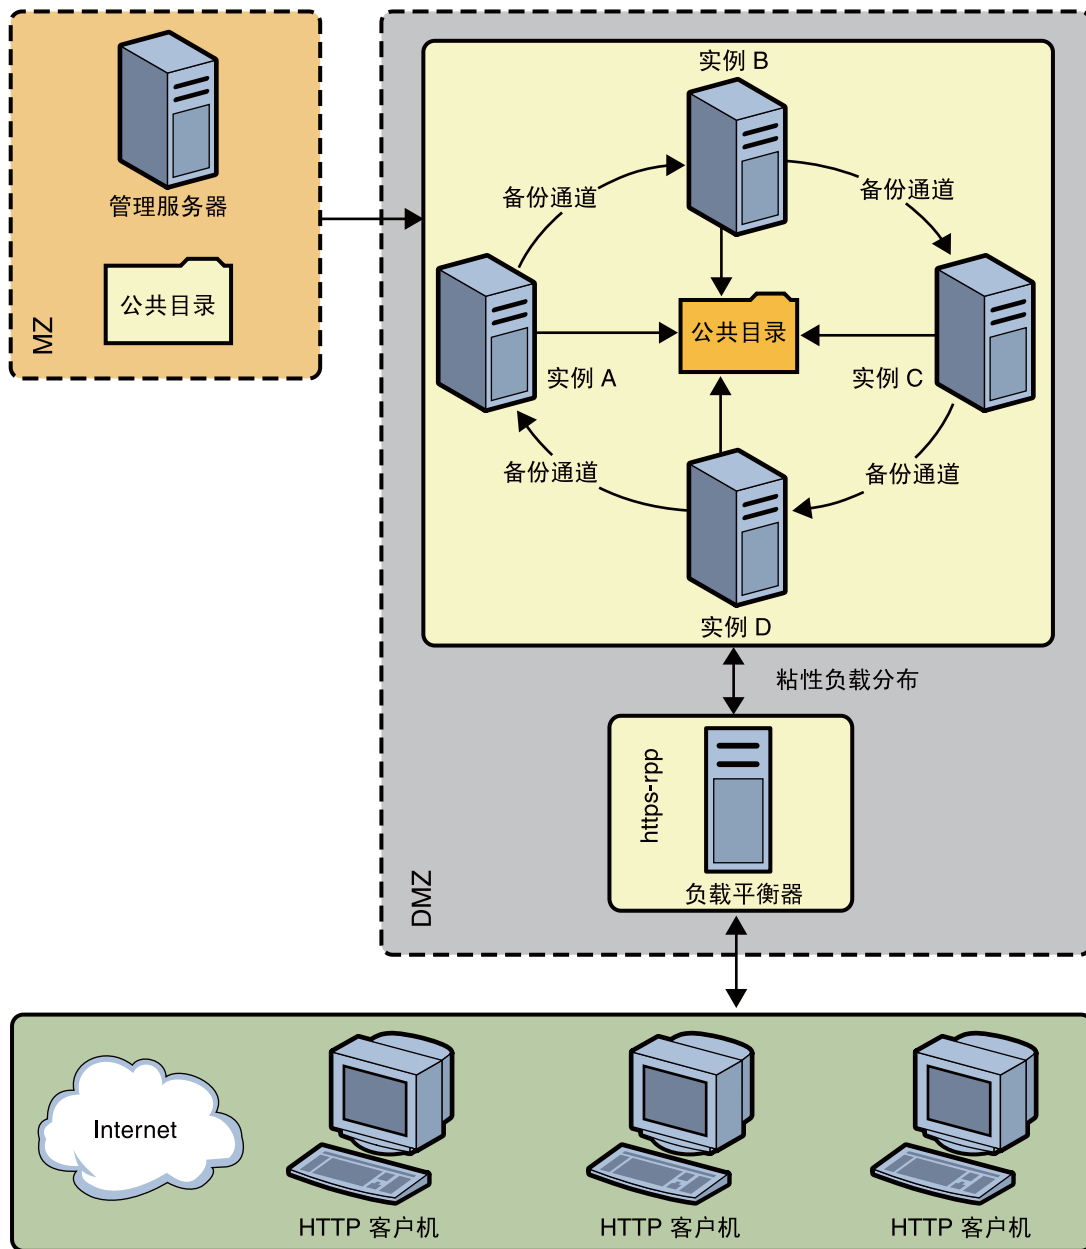 管理服务器
公共目录
MZ
实例 B
备份通道
备份通道
公共目录
实例 A
实例 C
备份通道
备份通道
实例 D
粘性负载分布
https-rpp
负载平衡器
DMZ
Internet
HTTP 客户机
HTTP 客户机
HTTP 客户机